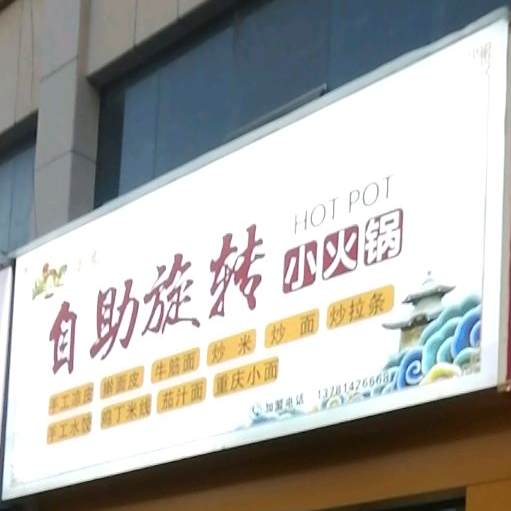 HOT POT
自助旋转小火锅
手工凉皮 擀面皮 牛筋面 炒米 炒面 炒拉条
手工水饺 鸡丁米线 茄汁面 重庆小面
加盟电话 13781426668